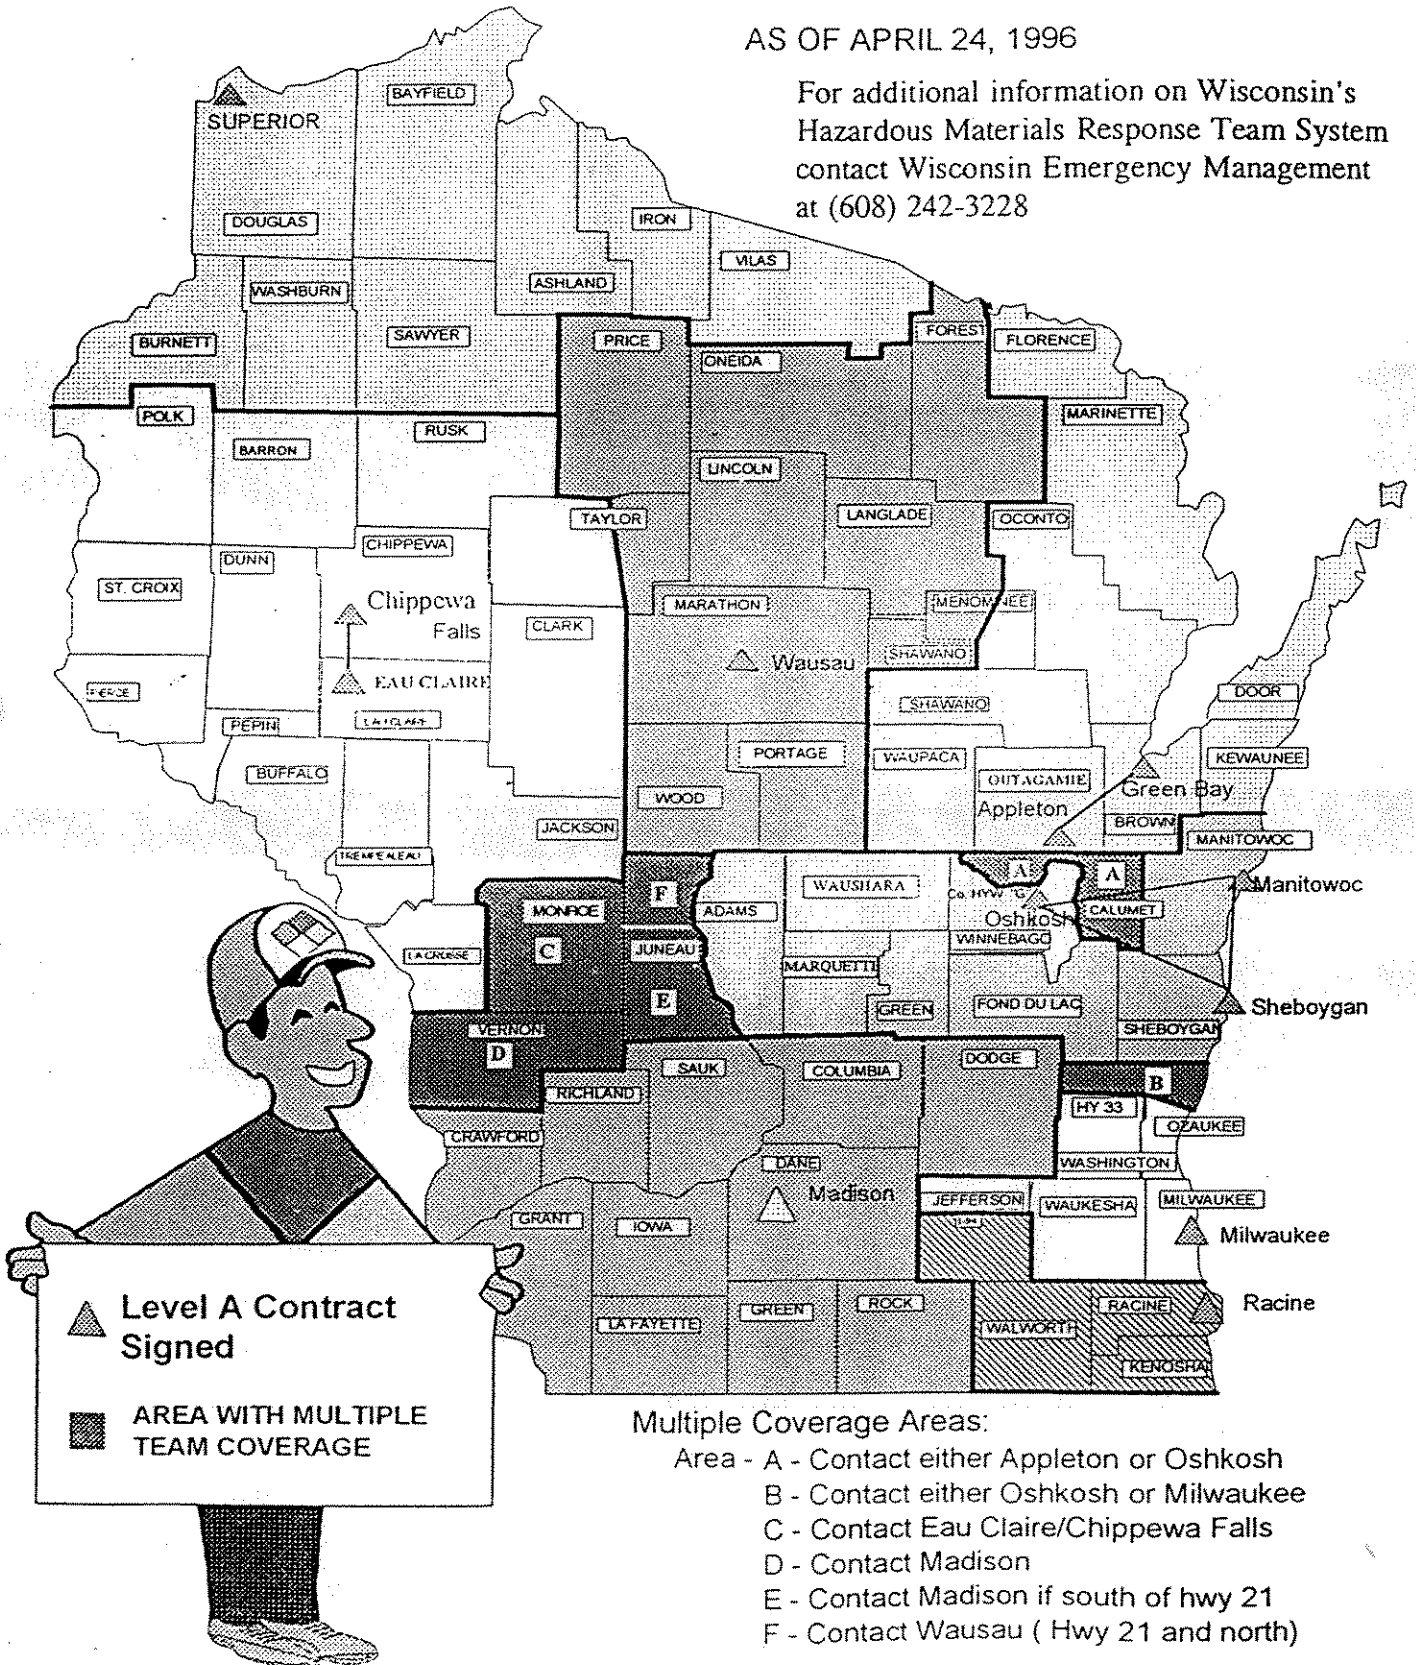 AS OF APRIL 24, 1996
For additional information on Wisconsin's
Hazardous Materials Response Team System
contact Wisconsin Emergency Management
at (608) 242-3228
BAYFIELD
SUPERIOR
DOUGLAS
IRON
VILAS
ASHLAND
WASHBURN
BURNETT
SAWYER
PRICE
ONEIDA
FOREST
FLORENCE
POLK
BARRON
RUSK
MARINETTE
LINCOLN
TAYLOR
LANGLADE
OCONTO
CHIPPEWA
DUNN
ST. CROIX
Chippewa
Falls
CLARK
MARATHON
MENOMINEE
SHAWANO
Wausau
EAU CLAIRE
PIERCE
PEPIN
SHAWANO
DOOR
BUFFALO
PORTAGE
WAUPACA
OUTAGAMIE
KEWAUNEE
Green Bay
Appleton
WOOD
JACKSON
BROWN
MANITOWOC
TREMPEALEAU
F
A
A
WAUSHARA
Co. HYW "G"
Manitowoc
MONROE
ADAMS
Oshkosh
CALUMET
C
JUNEAU
WINNEBAGO
LA CROSSE
MARQUETTE
E
GREEN
FOND DU LAC
Sheboygan
SHEBOYGAN
VERNON
D
SAUK
COLUMBIA
DODGE
B
RICHLAND
HY 33
OZAUKEE
CRAWFORD
DANE
WASHINGTON
Madison
JEFFERSON
WAUKESHA
MILWAUKEE
GRANT
IOWA
Milwaukee
LA FAYETTE
GREEN
ROCK
WALWORTH
RACINE
Racine
KENOSHA
Level A Contract
Signed
AREA WITH MULTIPLE
TEAM COVERAGE
Multiple Coverage Areas:
Area - A - Contact either Appleton or Oshkosh
B - Contact either Oshkosh or Milwaukee
C - Contact Eau Claire/Chippewa Falls
D - Contact Madison
E - Contact Madison if south of hwy 21
F - Contact Wausau ( Hwy 21 and north)